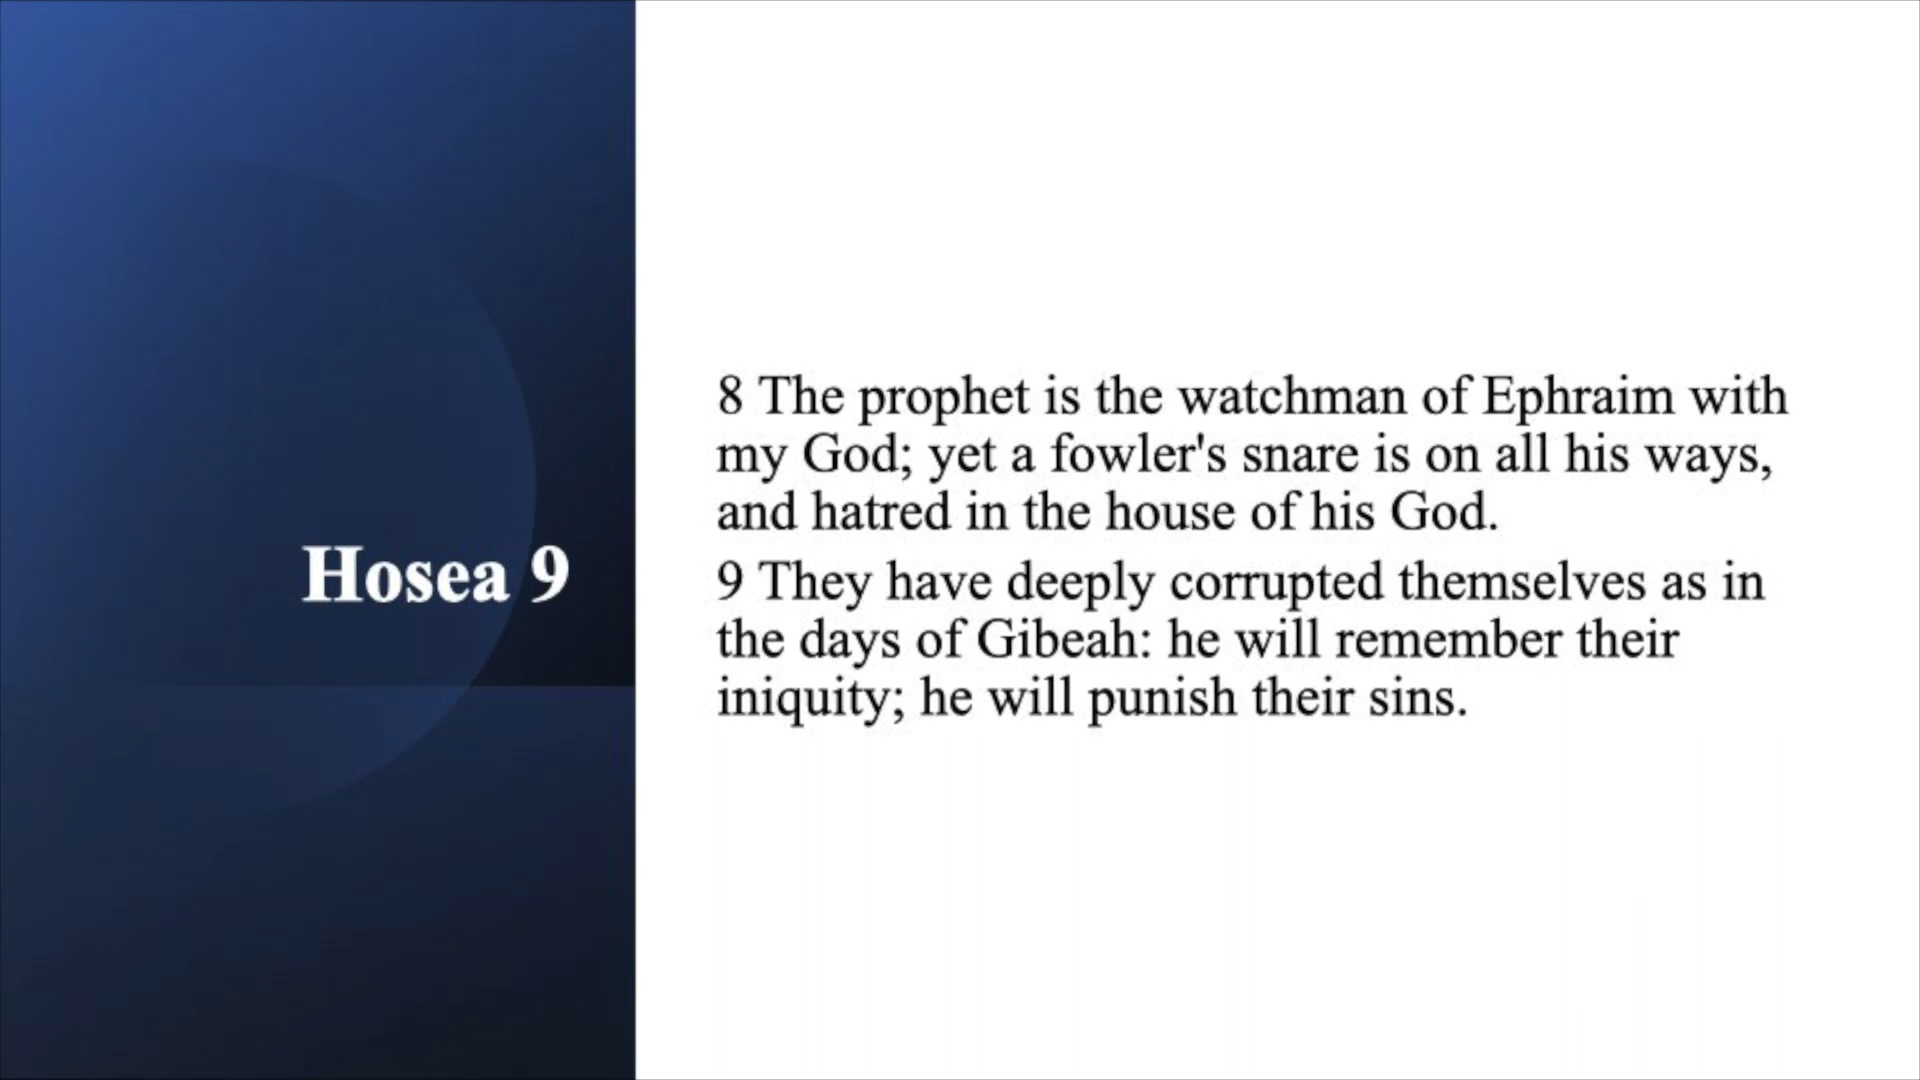 Hosea 9
8 The prophet is the watchman of Ephraim with
my God; yet a fowler's snare is on all his ways,
and hatred in the house of his God.
9 They have deeply corrupted themselves as in
the days of Gibeah: he will remember their
iniquity; he will punish their sins.